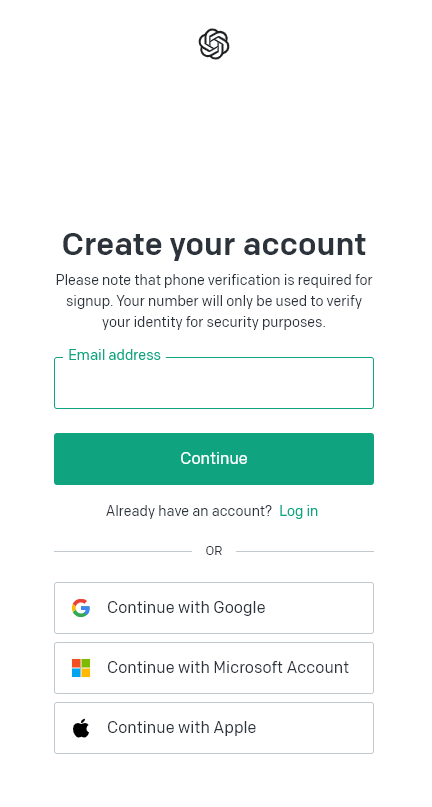 Create your account
Please note that phone verification is required for
signup. Your number will only be used to verify
your identity for security purposes.
Email address
Continue
Already have an account? Log in
OR
Continue with Google
Continue with Microsoft Account
Continue with Apple